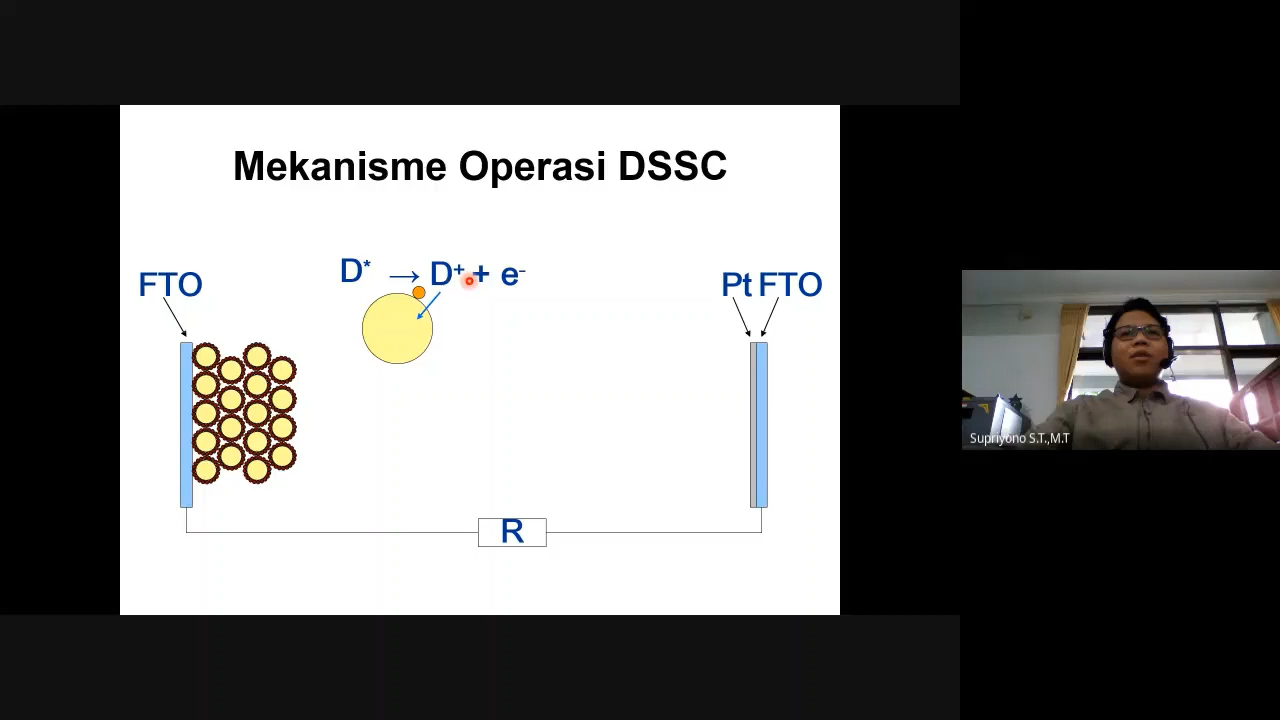 Mekanisme Operasi DSSC
D* → D⁺ + e⁻
FTO
Pt FTO
R
Supriyono S.T.,M.T